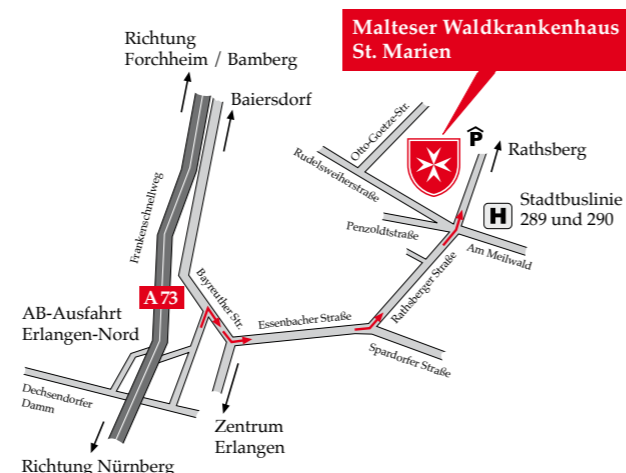 Malteser Waldkrankenhaus
St. Marien
Richtung
Forchheim / Bamberg
Baiersdorf
Otto-Goetze-Str.
Rudelsweiherstraße
P
Rathsberg
H
Stadtbuslinie
289 und 290
Penzoldtstraße
Am Meilwald
Frankenschnellweg
Rathsberger Straße
A 73
Bayreuther Str.
AB-Ausfahrt
Erlangen-Nord
Essenbacher Straße
Spardorfer Straße
Dechsendorfer
Damm
Zentrum
Erlangen
Richtung Nürnberg